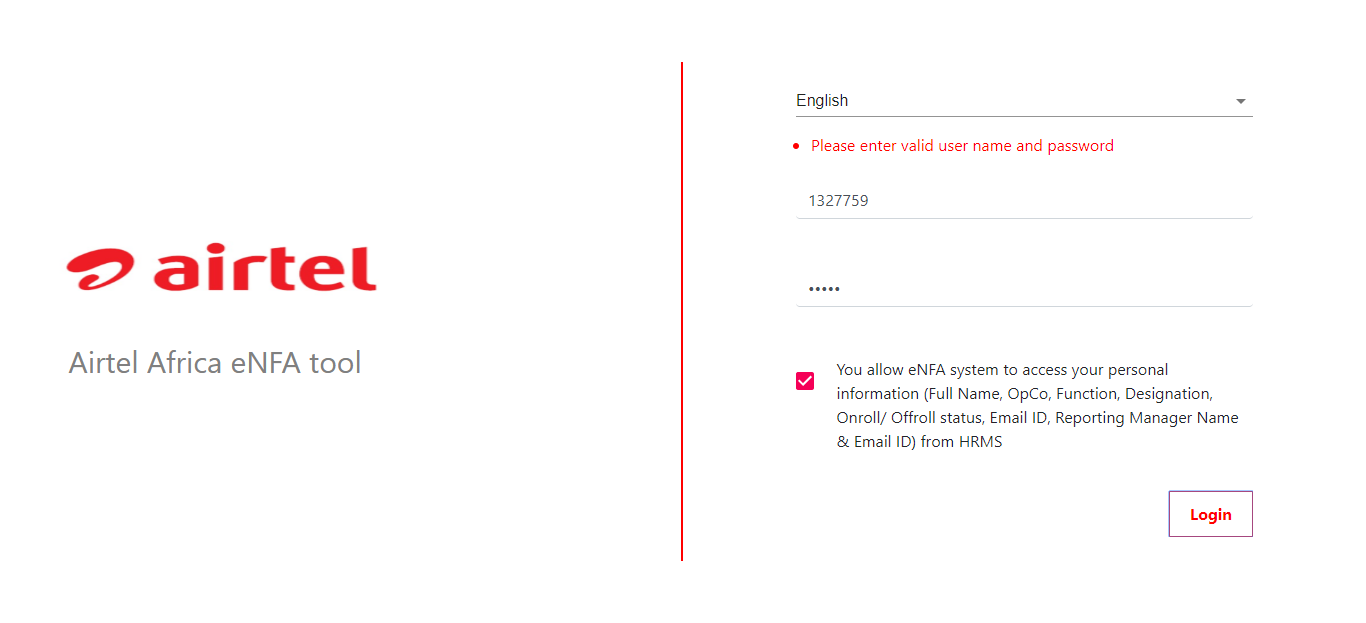 airtel
Airtel Africa eNFA tool
English
Please enter valid user name and password
1327759
•••••
You allow eNFA system to access your personal
information (Full Name, OpCo, Function, Designation,
Onroll/ Offroll status, Email ID, Reporting Manager Name
& Email ID) from HRMS
Login